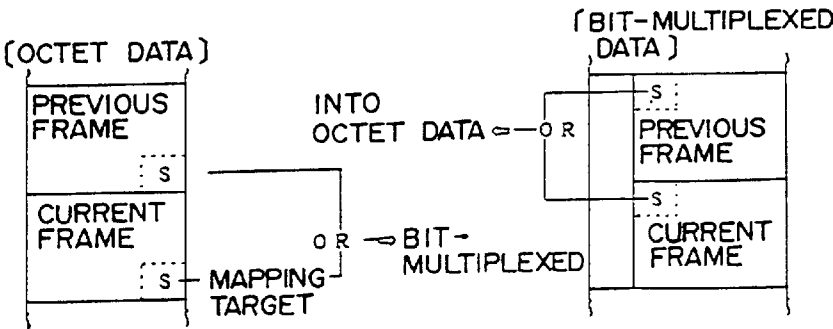 [OCTET DATA]
PREVIOUS
FRAME
S
CURRENT
FRAME
S
MAPPING
TARGET
OR
⇨ BIT-
MULTIPLEXED
[BIT-MULTIPLEXED
DATA]
INTO
OCTET DATA ⇦ OR
S
PREVIOUS
FRAME
S
CURRENT
FRAME